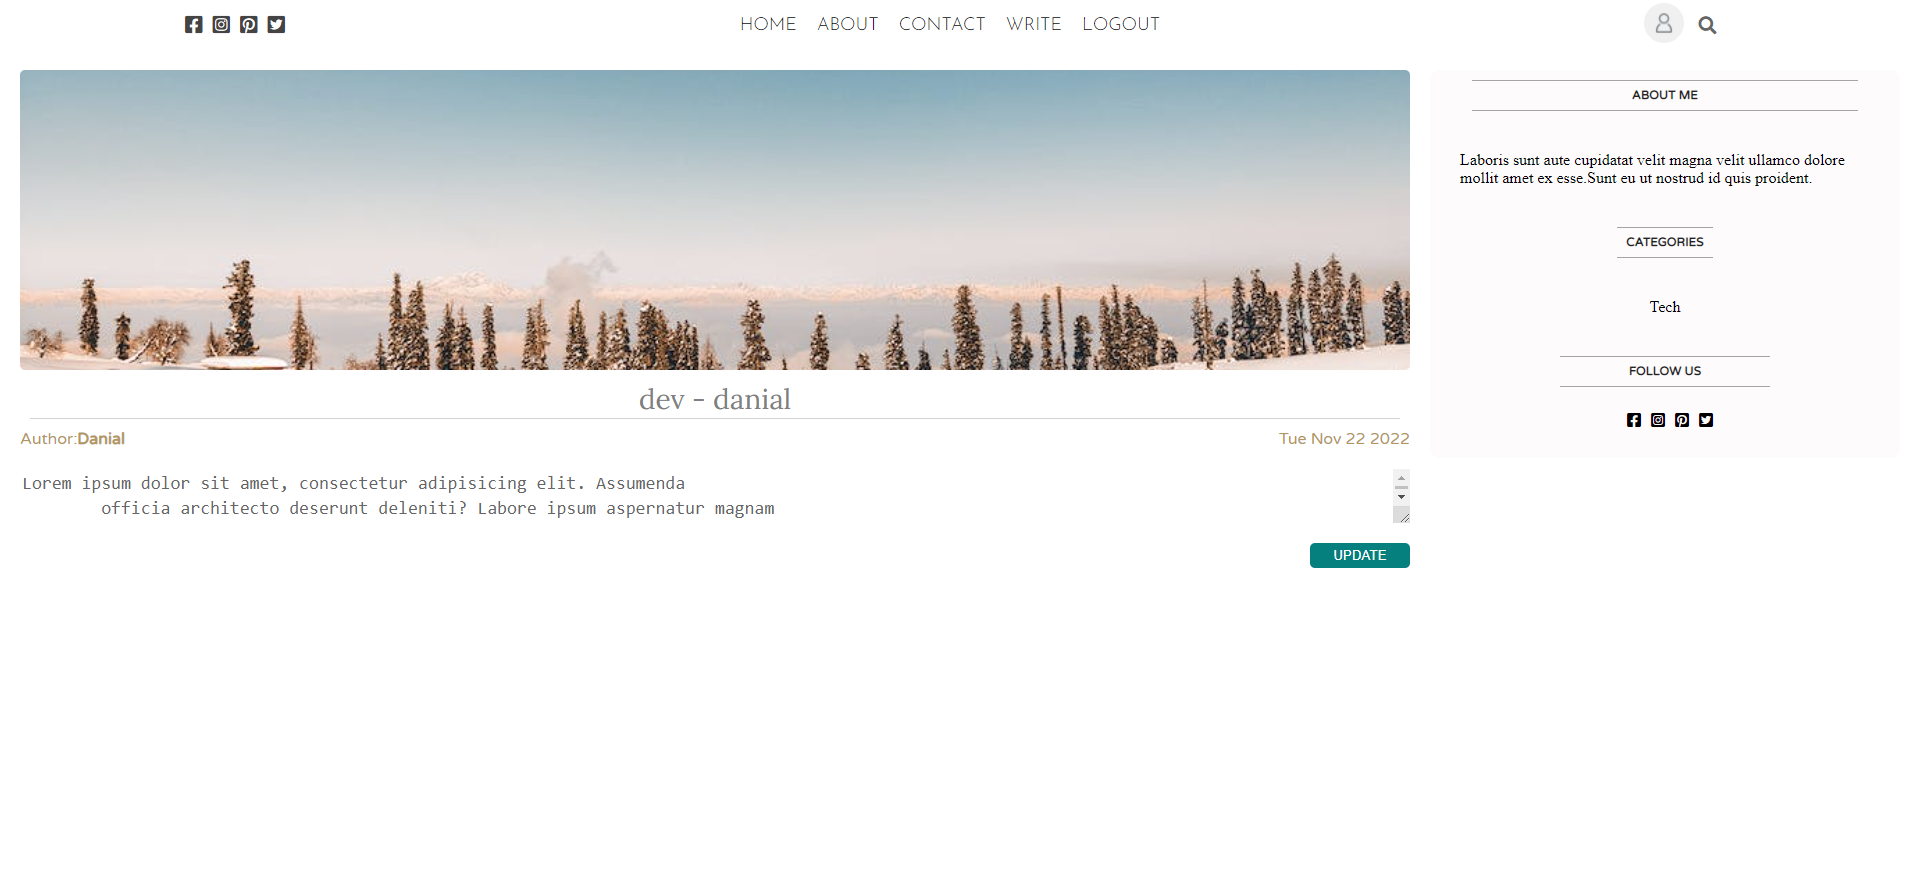 HOME ABOUT CONTACT WRITE LOGOUT
dev - danial
Author:Danial Tue Nov 22 2022
Lorem ipsum dolor sit amet, consectetur adipisicing elit. Assumenda
officia architecto deserunt deleniti? Labore ipsum aspernatur magnam
UPDATE
ABOUT ME
Laboris sunt aute cupidatat velit magna velit ullamco dolore
mollit amet ex esse.Sunt eu ut nostrud id quis proident.
CATEGORIES
Tech
FOLLOW US